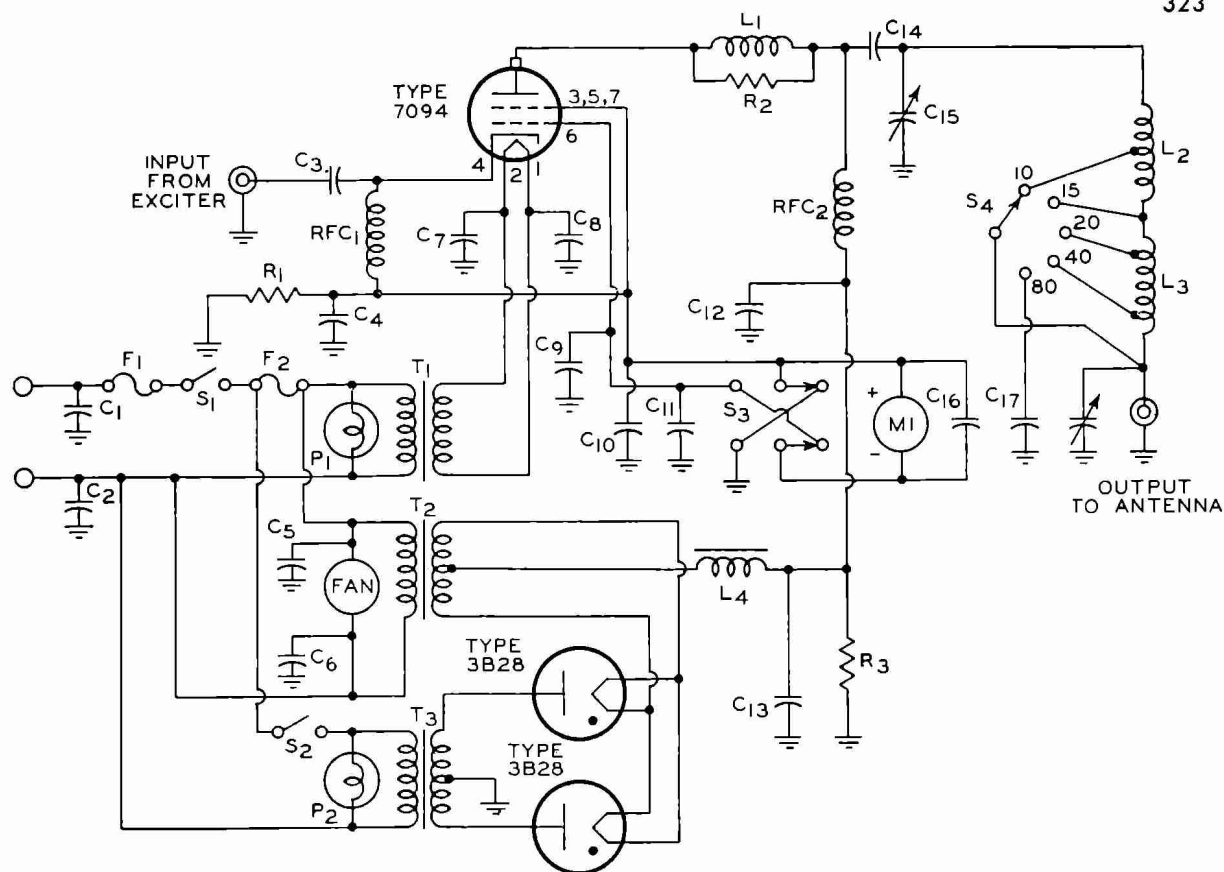 323
L1
C14
TYPE
7094
3,5,7
6
4
2
1
R2
C15
INPUT
FROM
EXCITER
C3
RFC1
C7
C8
RFC2
S4
10
15
20
40
80
L2
L3
R1
C4
C12
F1
F2
T1
C9
S1
C1
P1
C11
S3
+
M1
-
C16
C17
C10
C2
OUTPUT
TO ANTENNA
T2
C5
FAN
L4
C6
TYPE
3B28
R3
C13
T3
S2
TYPE
3B28
P2